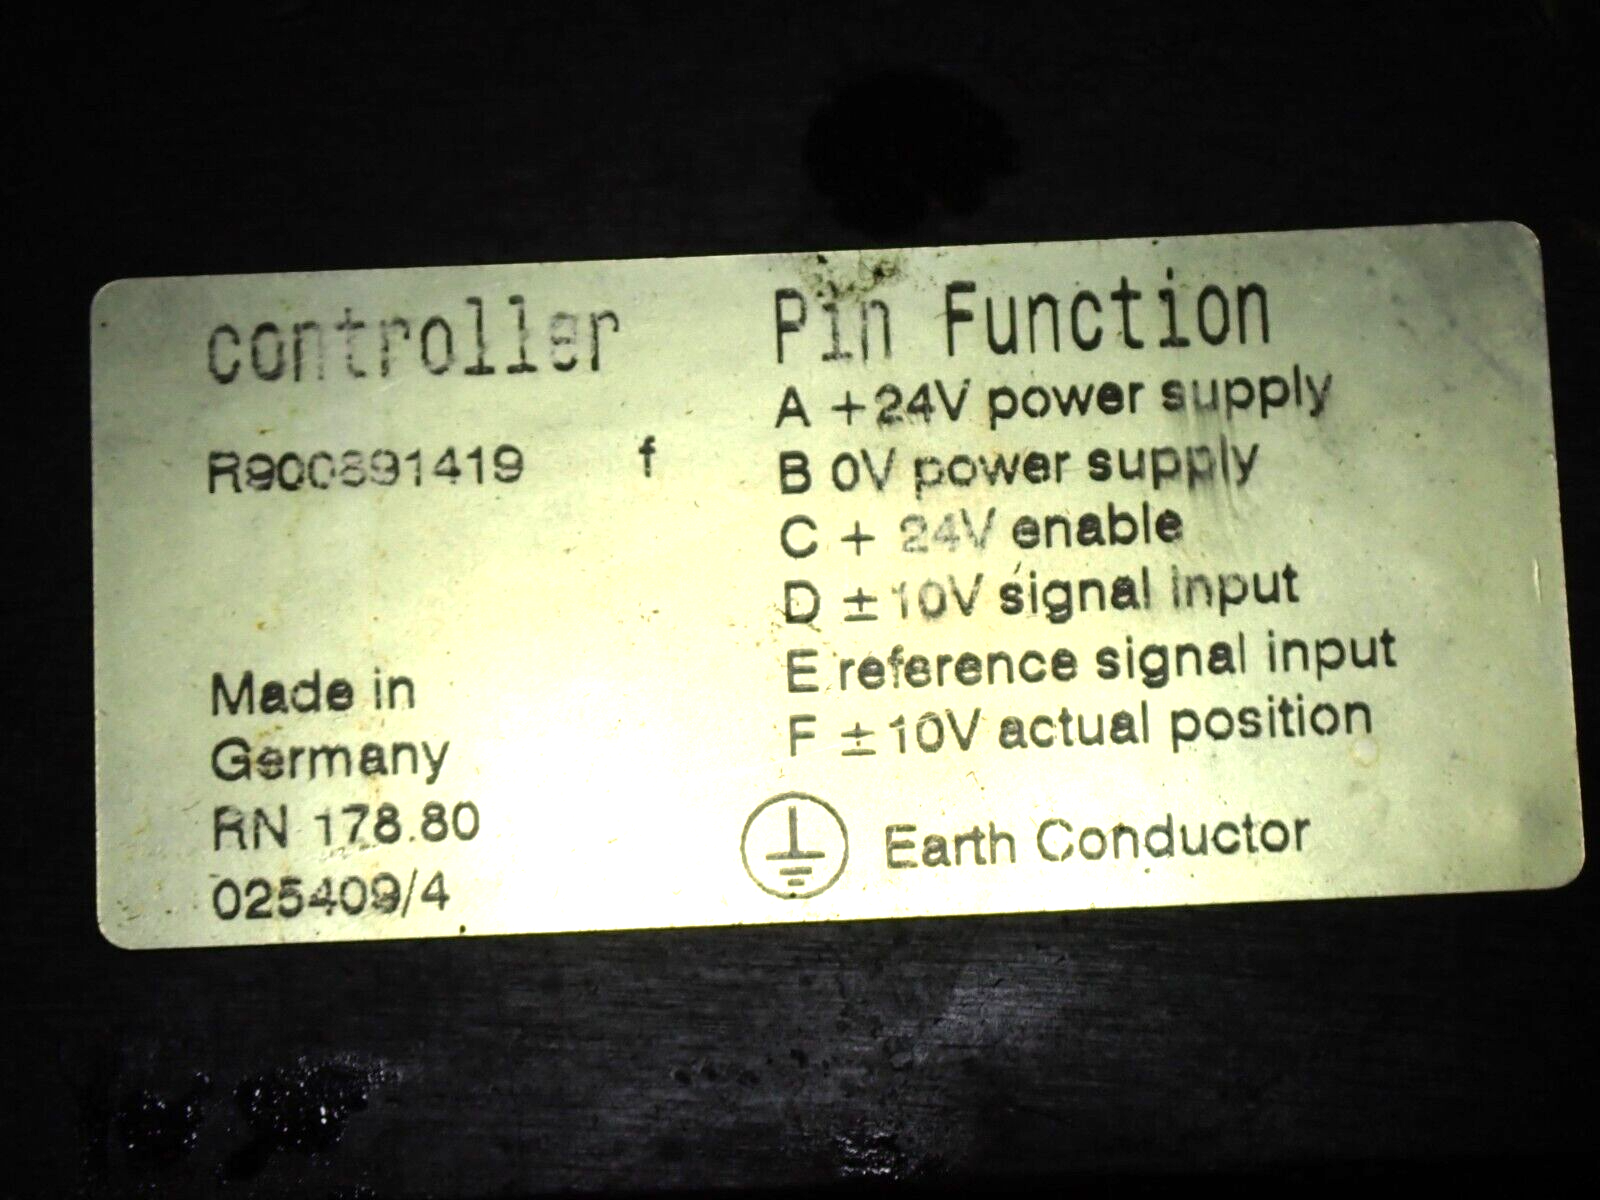 controller
R900891419 f
Made in
Germany
RN 178.80
025409/4
Pin Function
A +24V power supply
B 0V power supply
C + 24V enable
D ±10V signal input
E reference signal input
F ±10V actual position
Earth Conductor